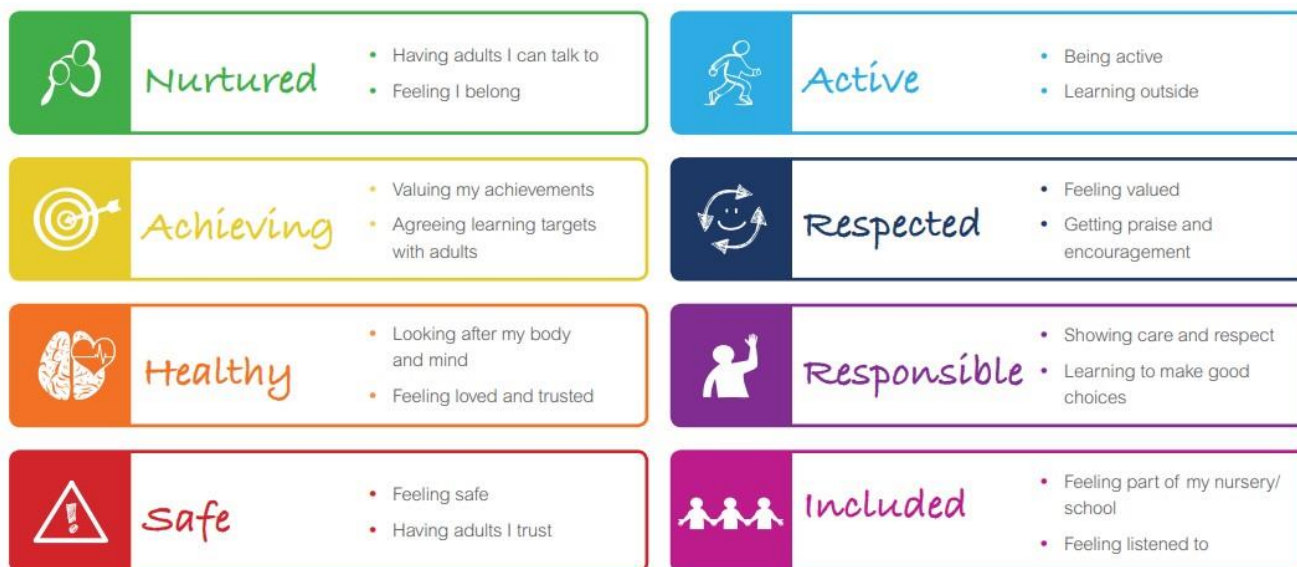 Nurtured
• Having adults I can talk to
• Feeling I belong
Active
• Being active
• Learning outside
Achieving
• Valuing my achievements
• Agreeing learning targets
with adults
Respected
• Feeling valued
• Getting praise and
encouragement
Healthy
• Looking after my body
and mind
• Feeling loved and trusted
Responsible
• Showing care and respect
• Learning to make good
choices
Safe
• Feeling safe
• Having adults I trust
Included
• Feeling part of my nursery/
school
• Feeling listened to